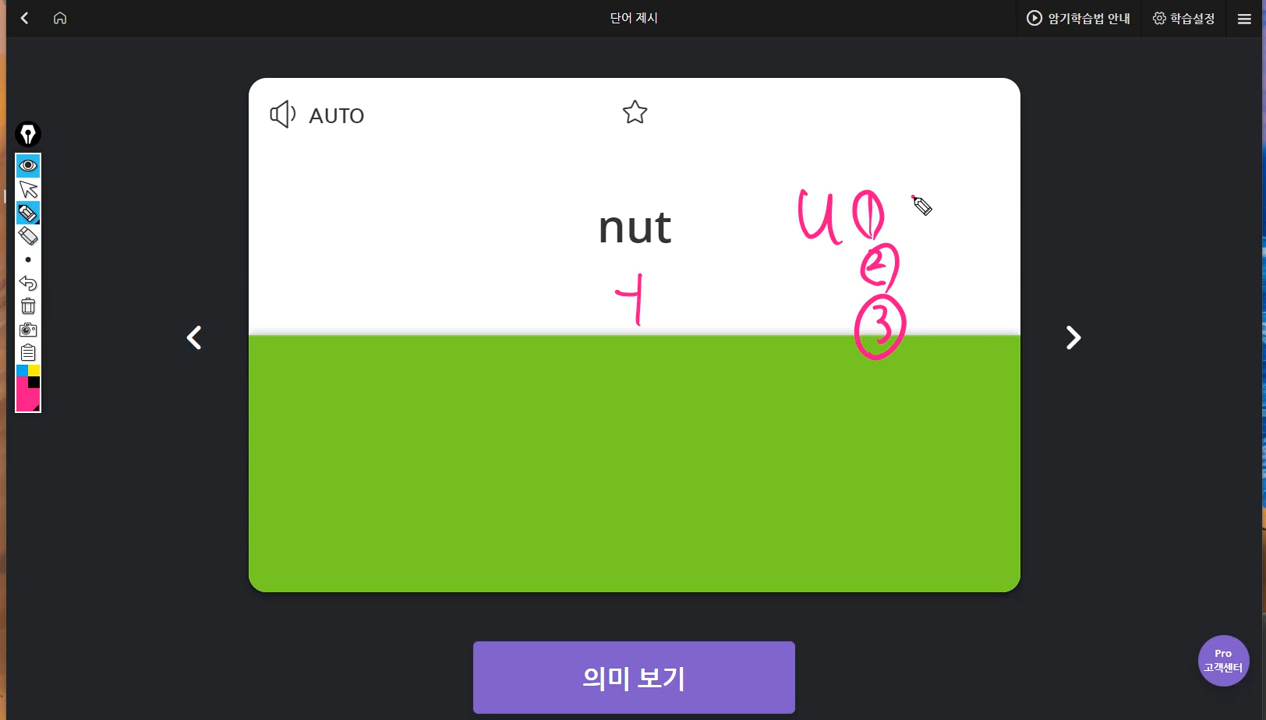 단어 제시
암기학습법 안내
학습설정
AUTO
nut
ㅓ
u ①
②
③
의미 보기
Pro
고객센터